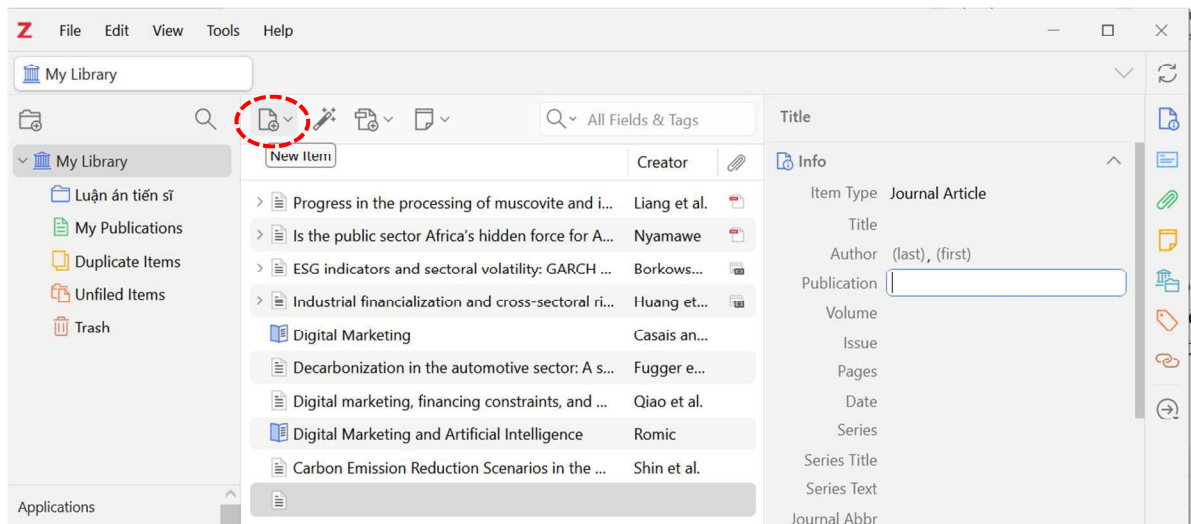 Z File Edit View Tools Help
My Library
All Fields & Tags
Title
New Item
My Library
Luận án tiến sĩ
My Publications
Duplicate Items
Unfiled Items
Trash
Applications
Creator
Progress in the processing of muscovite and i... Liang et al.
Is the public sector Africa's hidden force for A... Nyamawe
ESG indicators and sectoral volatility: GARCH ... Borkows...
Industrial financialization and cross-sectoral ri... Huang et...
Digital Marketing Casais an...
Decarbonization in the automotive sector: A s... Fugger e...
Digital marketing, financing constraints, and ... Qiao et al.
Digital Marketing and Artificial Intelligence Romic
Carbon Emission Reduction Scenarios in the ... Shin et al.
Info
Item Type Journal Article
Title
Author (last), (first)
Publication
Volume
Issue
Pages
Date
Series
Series Title
Series Text
Journal Abbr